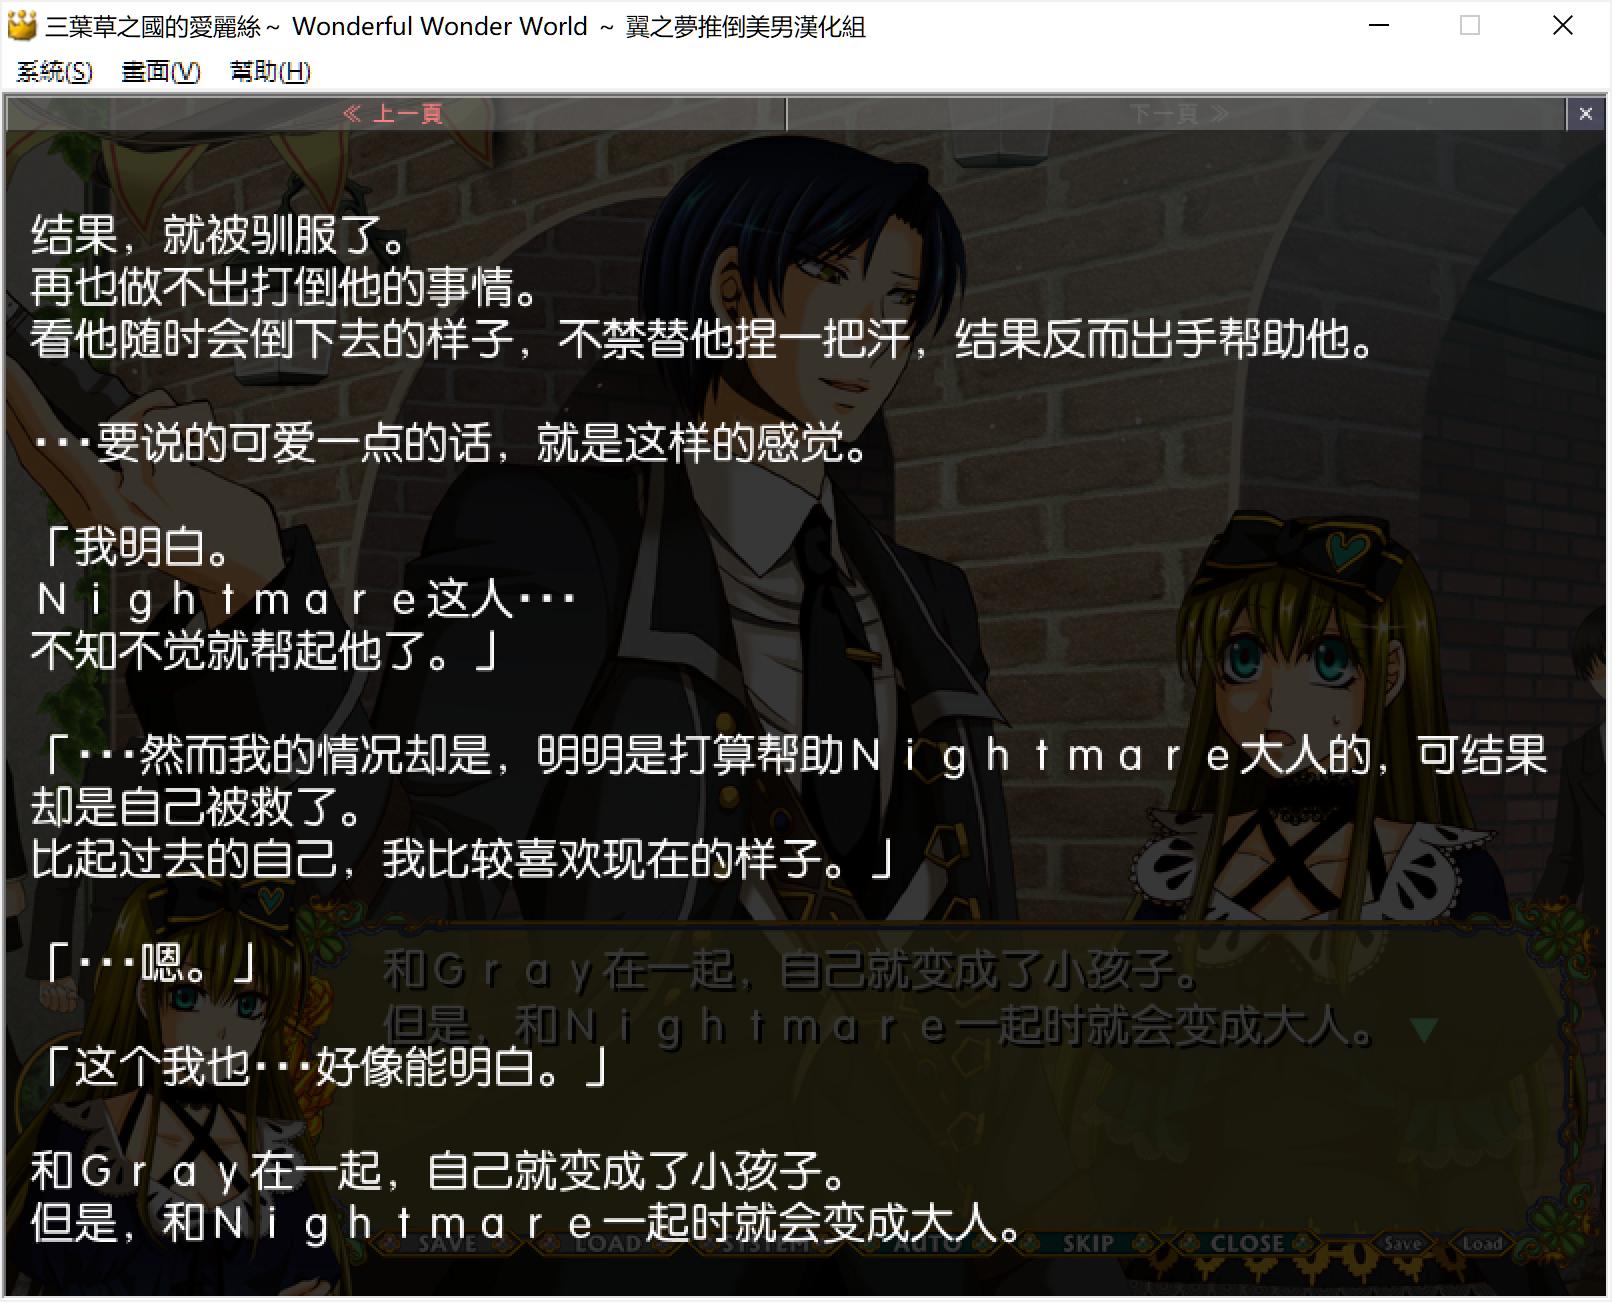 三葉草之國的愛麗絲～ Wonderful Wonder World ～ 翼之夢推倒美男漢化組
系統(S) 畫面(V) 幫助(H)
≪ 上一頁 下一頁 ≫ ×
结果，就被驯服了。
再也做不出打倒他的事情。
看他随时会倒下去的样子，不禁替他捏一把汗，结果反而出手帮助他。
···要说的可爱一点的话，就是这样的感觉。
「我明白。
Ｎｉｇｈｔｍａｒｅ这人···
不知不觉就帮起他了。」
「···然而我的情况却是，明明是打算帮助Ｎｉｇｈｔｍａｒｅ大人的，可结果
却是自己被救了。
比起过去的自己，我比较喜欢现在的样子。」
「···嗯。」
「这个我也···好像能明白。」
和Ｇｒａｙ在一起，自己就变成了小孩子。
但是，和Ｎｉｇｈｔｍａｒｅ一起时就会变成大人。
和Ｇｒａｙ在一起，自己就变成了小孩子。
但是，和Ｎｉｇｈｔｍａｒｅ一起时就会变成大人。
SAVE LOAD SYSTEM AUTO SKIP CLOSE Save Load